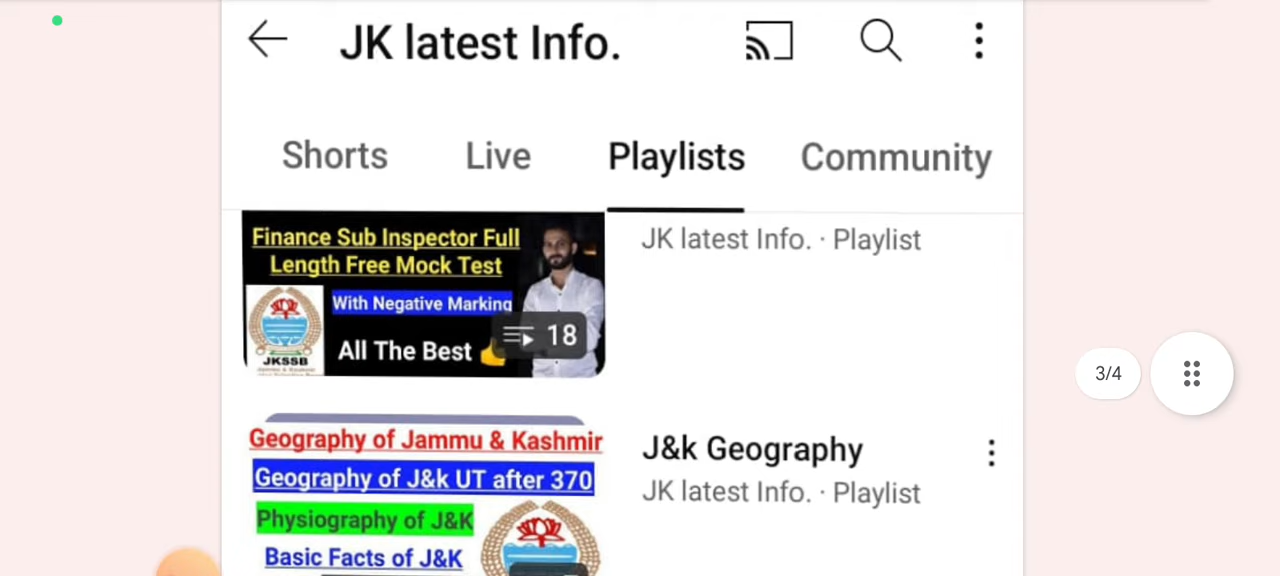 JK latest Info.
Shorts
Live
Playlists
Community
Finance Sub Inspector Full
Length Free Mock Test
With Negative Marking
All The Best
18
JKSSB
JK latest Info. · Playlist
3/4
Geography of Jammu & Kashmir
Geography of J&k UT after 370
Physiography of J&K
Basic Facts of J&K
J&k Geography
JK latest Info. · Playlist